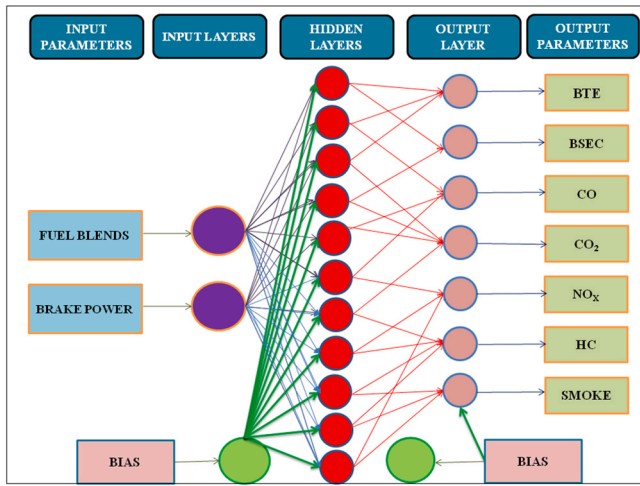 INPUT
PARAMETERS
INPUT LAYERS
HIDDEN
LAYERS
OUTPUT
LAYER
OUTPUT
PARAMETERS
BTE
BSEC
CO
FUEL BLENDS
CO₂
BRAKE POWER
NOX
HC
SMOKE
BIAS
BIAS